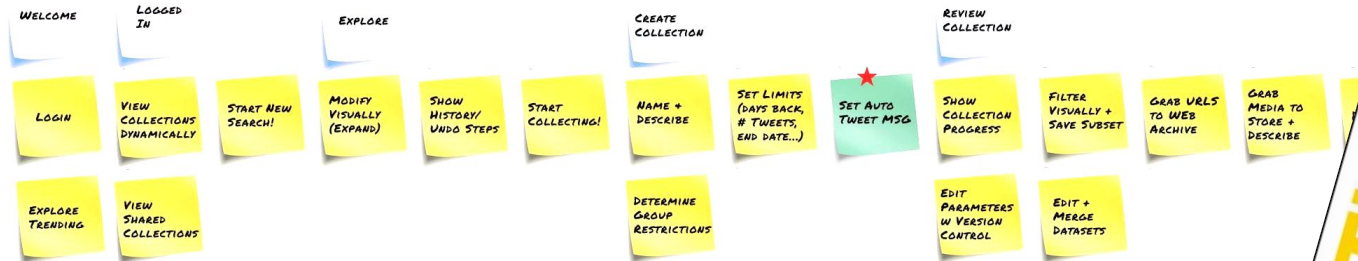 WELCOME
LOGGED
IN
EXPLORE
CREATE
COLLECTION
REVIEW
COLLECTION
LOGIN
VIEW
COLLECTIONS
DYNAMICALLY
START NEW
SEARCH!
MODIFY
VISUALLY
(EXPAND)
SHOW
HISTORY/
UNDO STEPS
START
COLLECTING!
NAME +
DESCRIBE
SET LIMITS
(DAYS BACK,
# TWEETS,
END DATE...)
SET AUTO
TWEET MSG
SHOW
COLLECTION
PROGRESS
FILTER
VISUALLY +
SAVE SUBSET
GRAB URLS
TO WEB
ARCHIVE
GRAB
MEDIA TO
STORE +
DESCRIBE
EXPLORE
TRENDING
VIEW
SHARED
COLLECTIONS
DETERMINE
GROUP
RESTRICTIONS
EDIT
PARAMETERS
W VERSION
CONTROL
EDIT +
MERGE
DATASETS